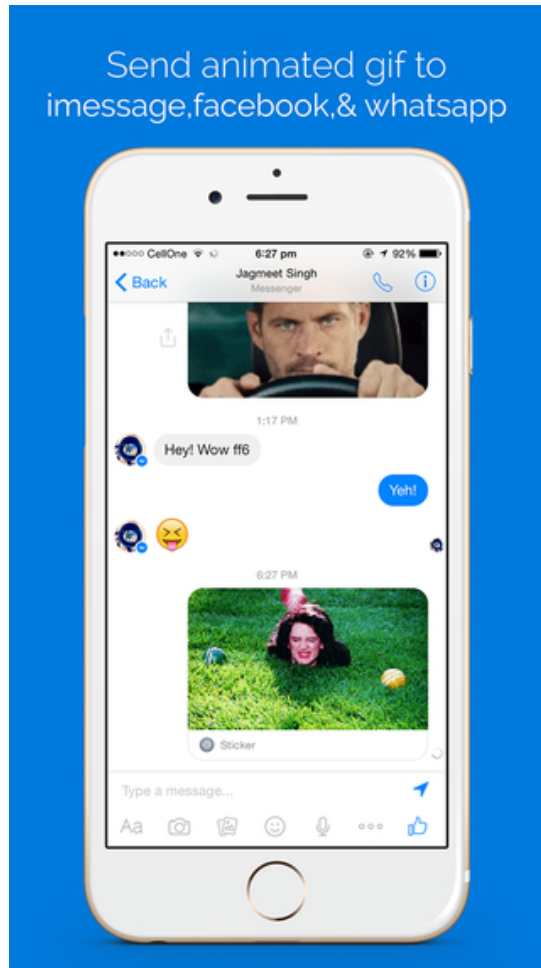 Send animated gif to
imessage,facebook,& whatsapp
CellOne 6:27 pm 92%
Back Jagmeet Singh
Messenger
1:17 PM
Hey! Wow ff6
Yeh!
6:27 PM
Sticker
Type a message...
Aa